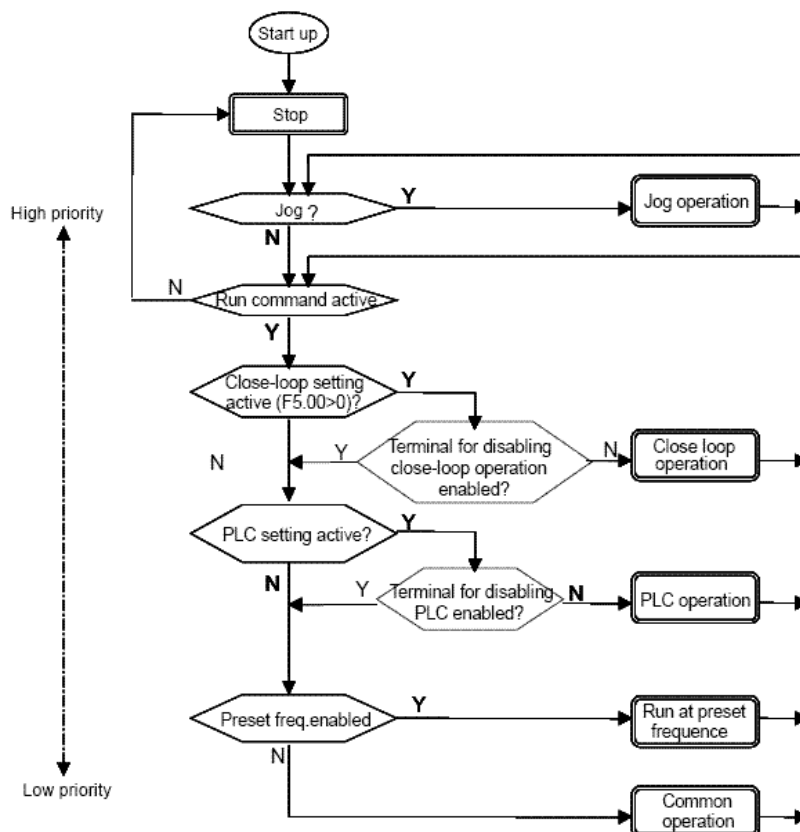 Start up
Stop
High priority
Jog ?
Y
Jog operation
N
N
Run command active
Y
Close-loop setting
active (F5.00>0)?
Y
N
Y
Terminal for disabling
close-loop operation
enabled?
N
Close loop
operation
PLC setting active?
Y
N
Y
Terminal for disabling
PLC enabled?
N
PLC operation
Preset freq.enabled
Y
Run at preset
frequence
N
Low priority
Common
operation